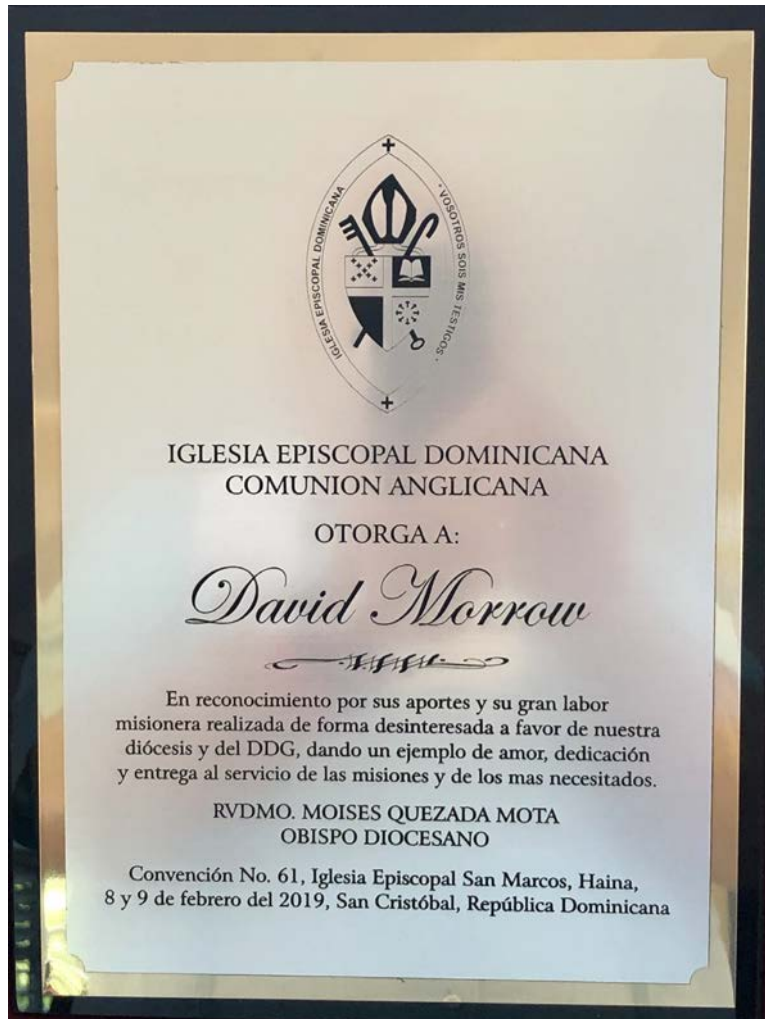 IGLESIA EPISCOPAL DOMINICANA
· VOSOTROS SOIS MIS TESTIGOS ·
IGLESIA EPISCOPAL DOMINICANA
COMUNION ANGLICANA
OTORGA A:
David Morrow
En reconocimiento por sus aportes y su gran labor
misionera realizada de forma desinteresada a favor de nuestra
diócesis y del DDG, dando un ejemplo de amor, dedicación
y entrega al servicio de las misiones y de los mas necesitados.
RVDMO. MOISES QUEZADA MOTA
OBISPO DIOCESANO
Convención No. 61, Iglesia Episcopal San Marcos, Haina,
8 y 9 de febrero del 2019, San Cristóbal, República Dominicana